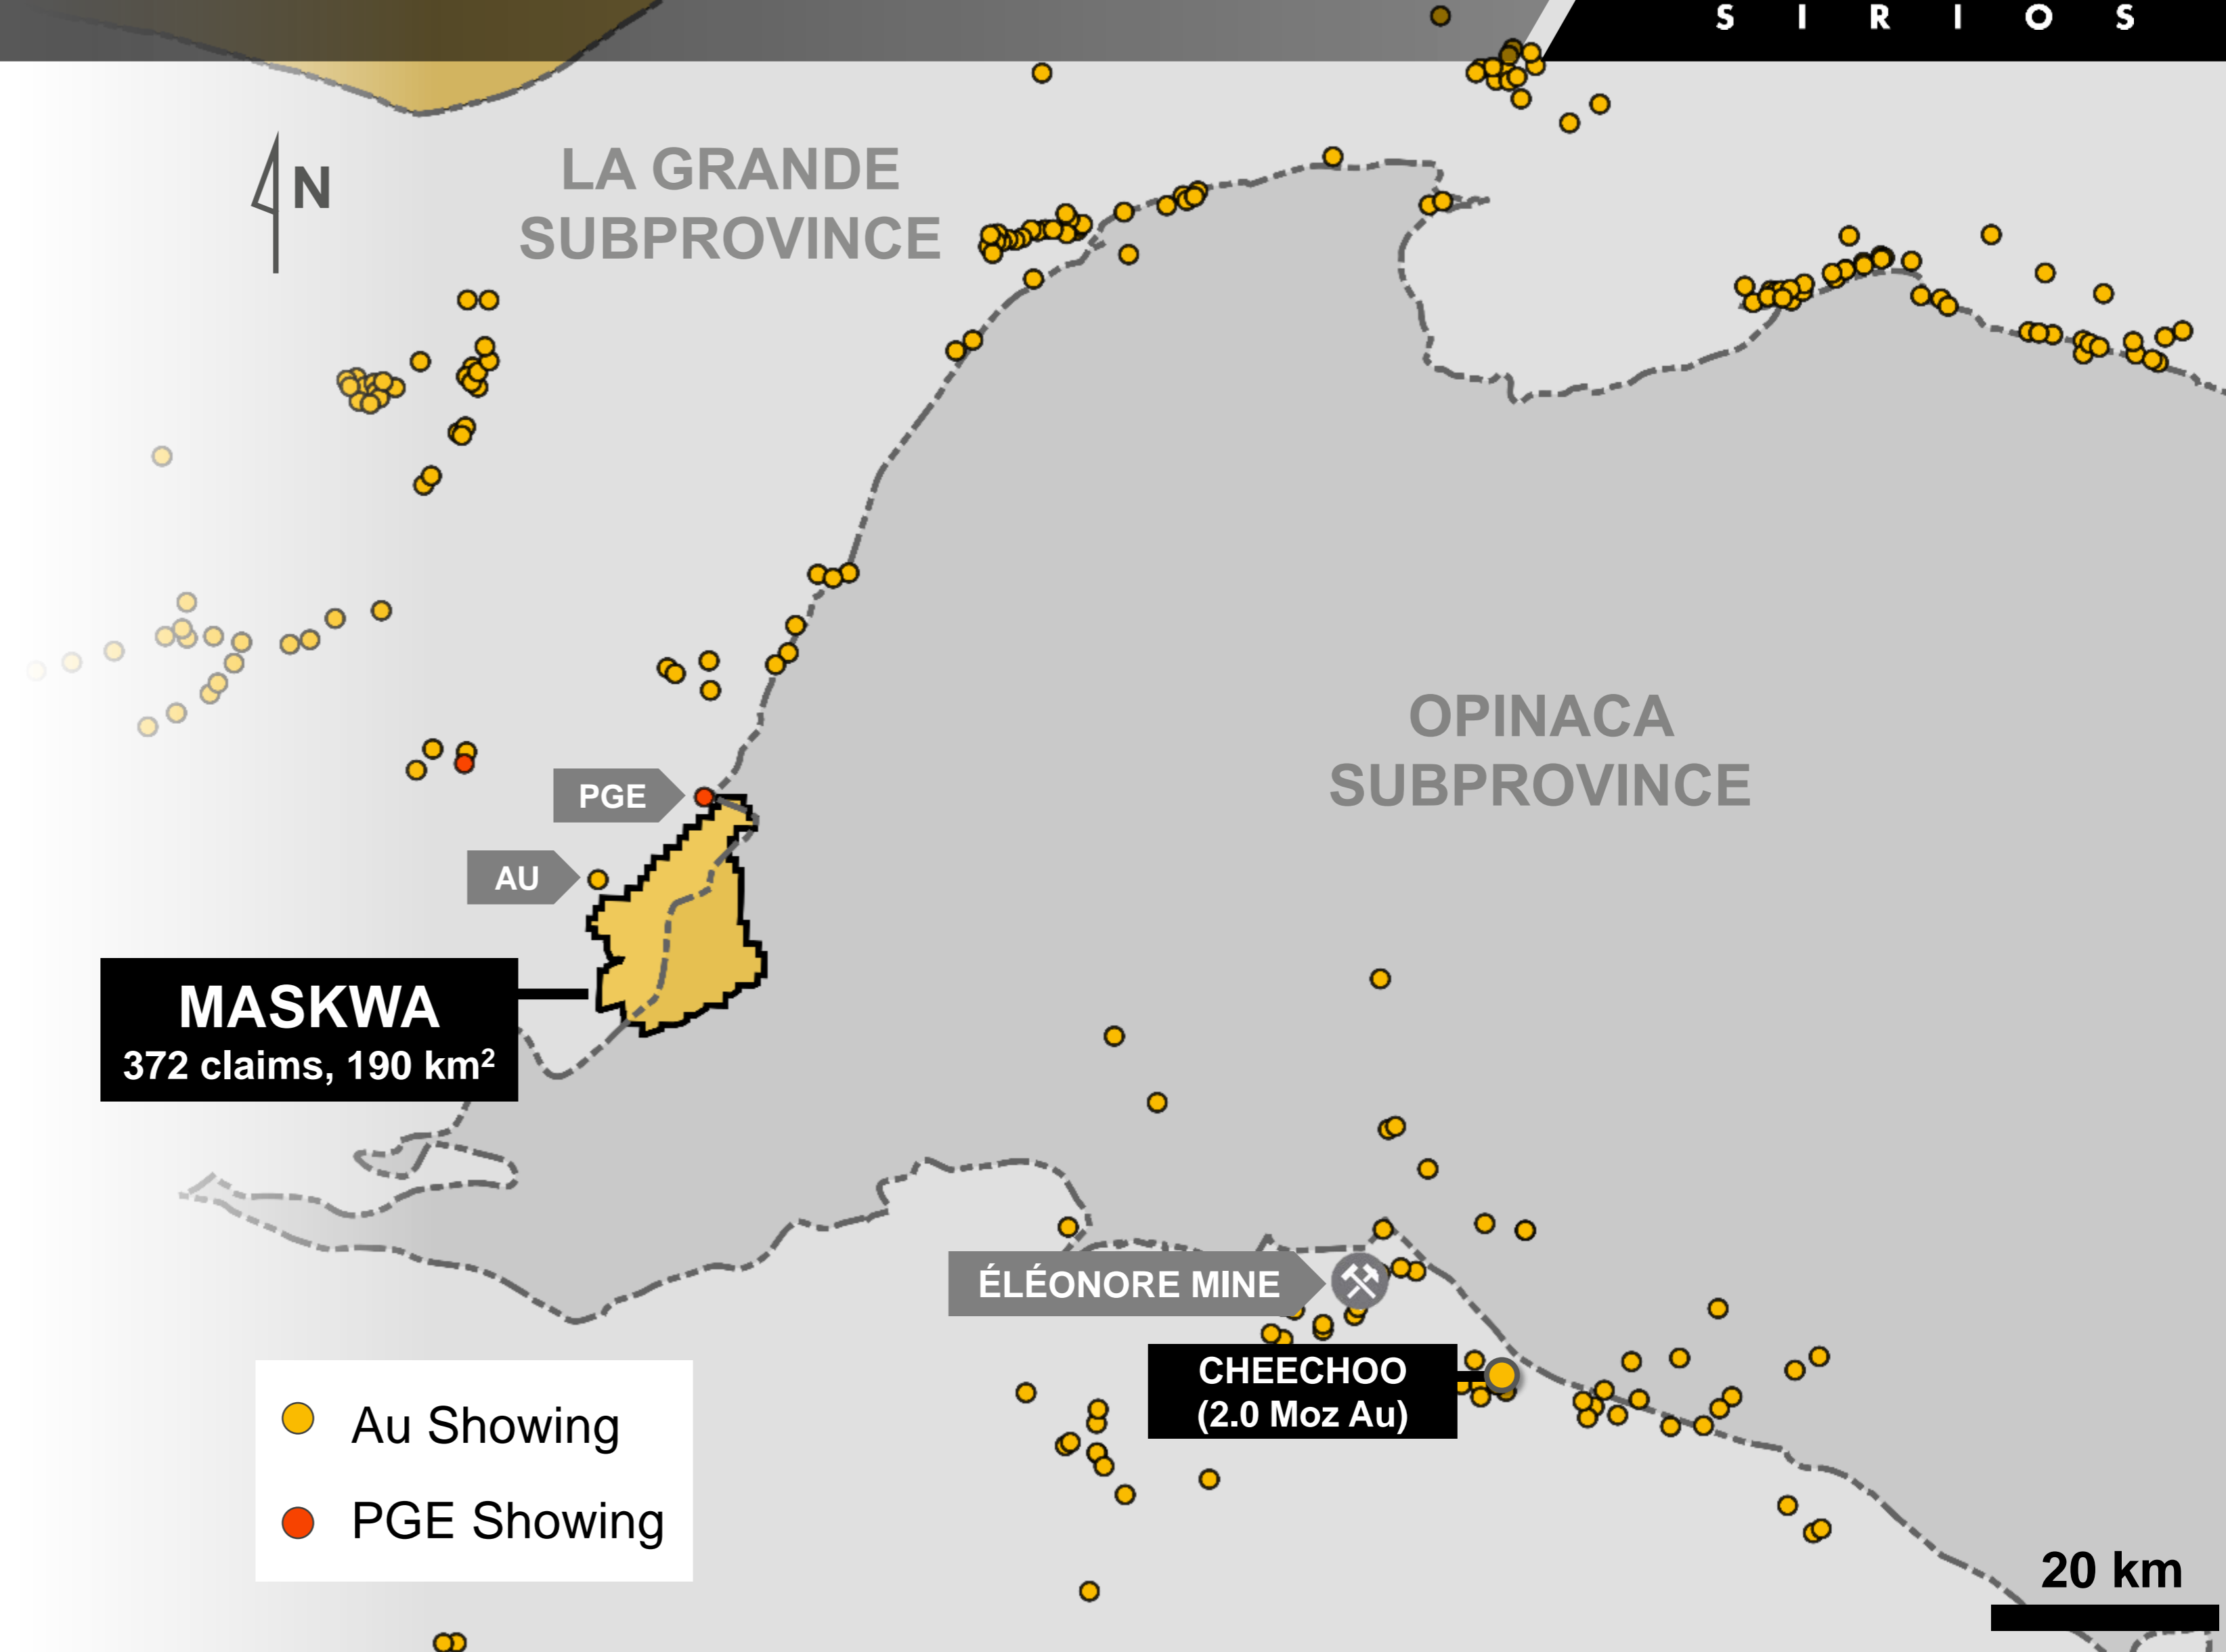 S I R I O S
N
LA GRANDE
SUBPROVINCE
OPINACA
SUBPROVINCE
PGE
AU
MASKWA
372 claims, 190 km²
ÉLÉONORE MINE
CHEECHOO
(2.0 Moz Au)
Au Showing
PGE Showing
20 km